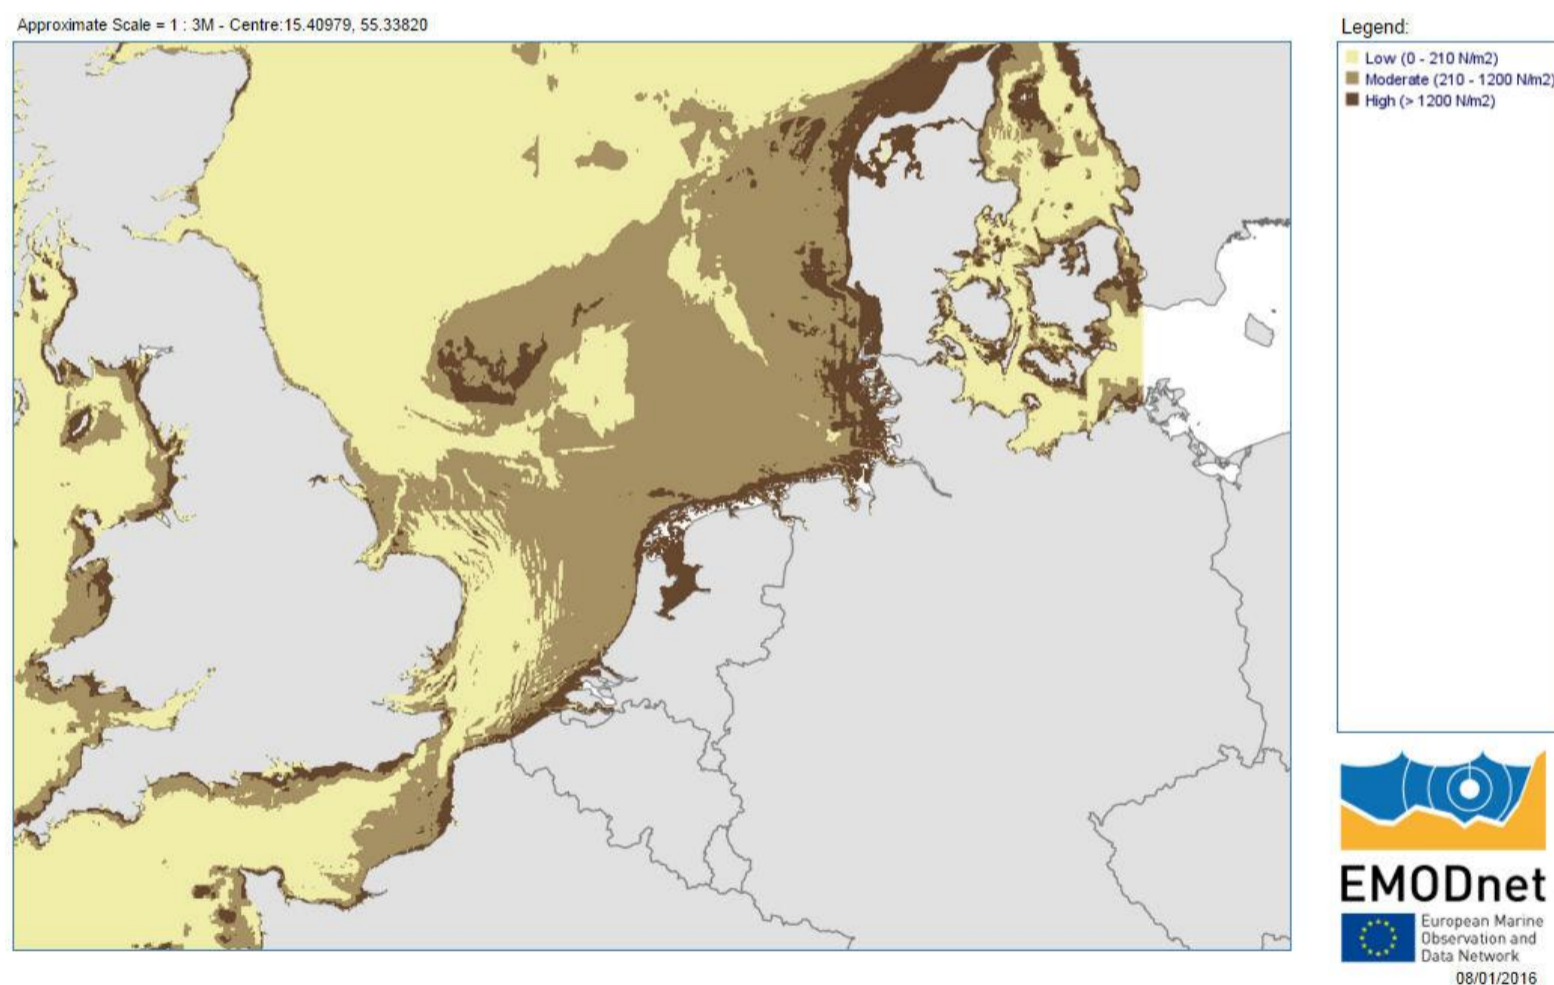 Approximate Scale = 1 : 3M - Centre:15.40979, 55.33820
Legend:
Low (0 - 210 N/m2)
Moderate (210 - 1200 N/m2)
High (> 1200 N/m2)
EMODnet
European Marine
Observation and
Data Network
08/01/2016